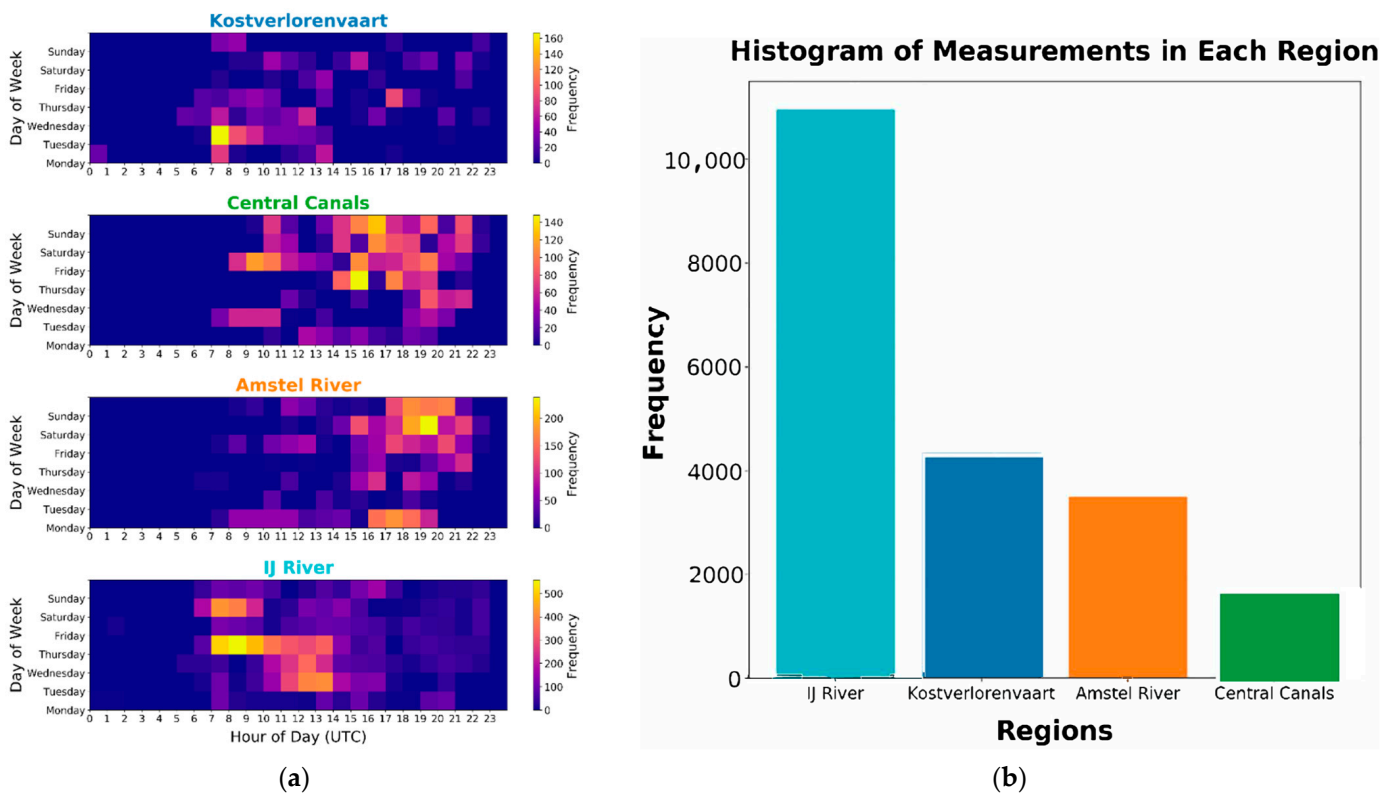 Kostverlorenvaart
Day of Week
Sunday
Saturday
Friday
Thursday
Wednesday
Tuesday
Monday
0 1 2 3 4 5 6 7 8 9 10 11 12 13 14 15 16 17 18 19 20 21 22 23
160
140
120
100
80
60
40
20
0
Frequency
Central Canals
Day of Week
Sunday
Saturday
Friday
Thursday
Wednesday
Tuesday
Monday
0 1 2 3 4 5 6 7 8 9 10 11 12 13 14 15 16 17 18 19 20 21 22 23
140
120
100
80
60
40
20
0
Frequency
Amstel River
Day of Week
Sunday
Saturday
Friday
Thursday
Wednesday
Tuesday
Monday
0 1 2 3 4 5 6 7 8 9 10 11 12 13 14 15 16 17 18 19 20 21 22 23
200
150
100
50
0
Frequency
IJ River
Day of Week
Sunday
Saturday
Friday
Thursday
Wednesday
Tuesday
Monday
0 1 2 3 4 5 6 7 8 9 10 11 12 13 14 15 16 17 18 19 20 21 22 23
500
400
300
200
100
0
Frequency
Hour of Day (UTC)
(a)
Histogram of Measurements in Each Region
Frequency
10,000
8000
6000
4000
2000
0
IJ River Kostverlorenvaart Amstel River Central Canals
Regions
(b)